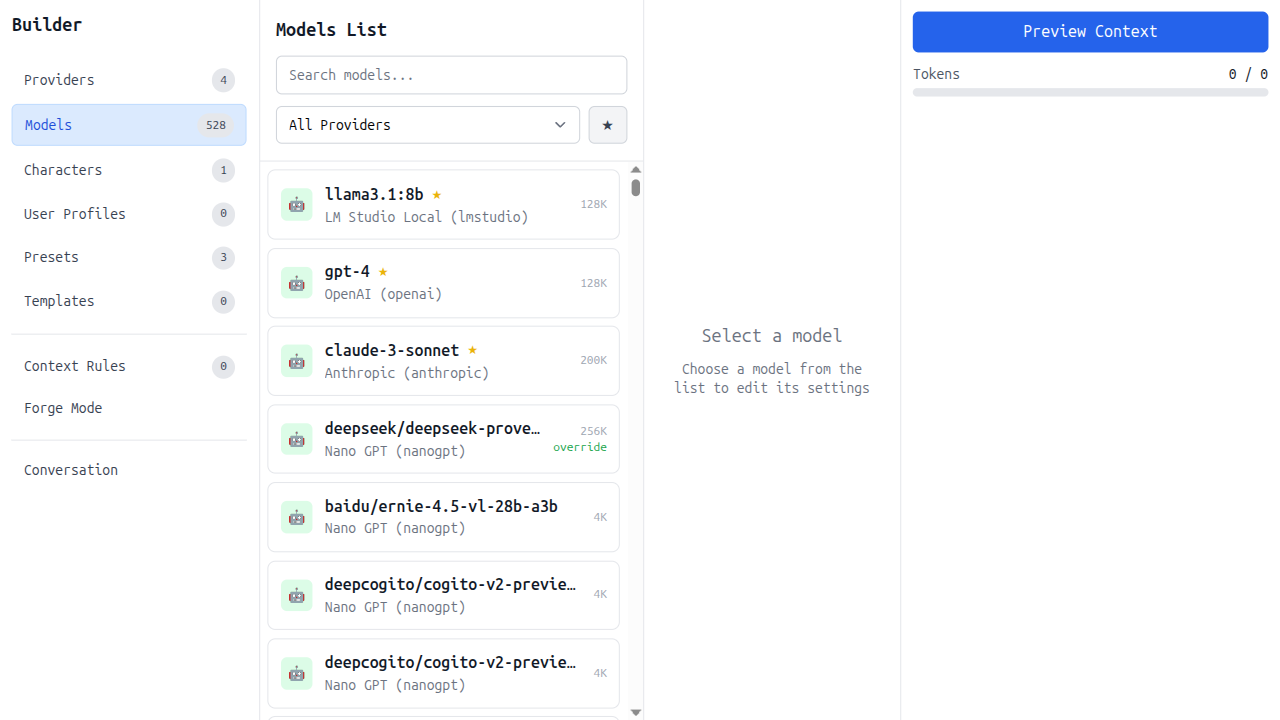 Builder
Providers 4
Models 528
Characters 1
User Profiles 0
Presets 3
Templates 0
Context Rules 0
Forge Mode
Conversation
Models List
Search models...
All Providers
★
llama3.1:8b ★
LM Studio Local (lmstudio)
128K
gpt-4 ★
OpenAI (openai)
128K
claude-3-sonnet ★
Anthropic (anthropic)
200K
deepseek/deepseek-prove…
Nano GPT (nanogpt)
256K
override
baidu/ernie-4.5-vl-28b-a3b
Nano GPT (nanogpt)
4K
deepcogito/cogito-v2-previe…
Nano GPT (nanogpt)
4K
deepcogito/cogito-v2-previe…
Nano GPT (nanogpt)
4K
Select a model
Choose a model from the
list to edit its settings
Preview Context
Tokens 0 / 0